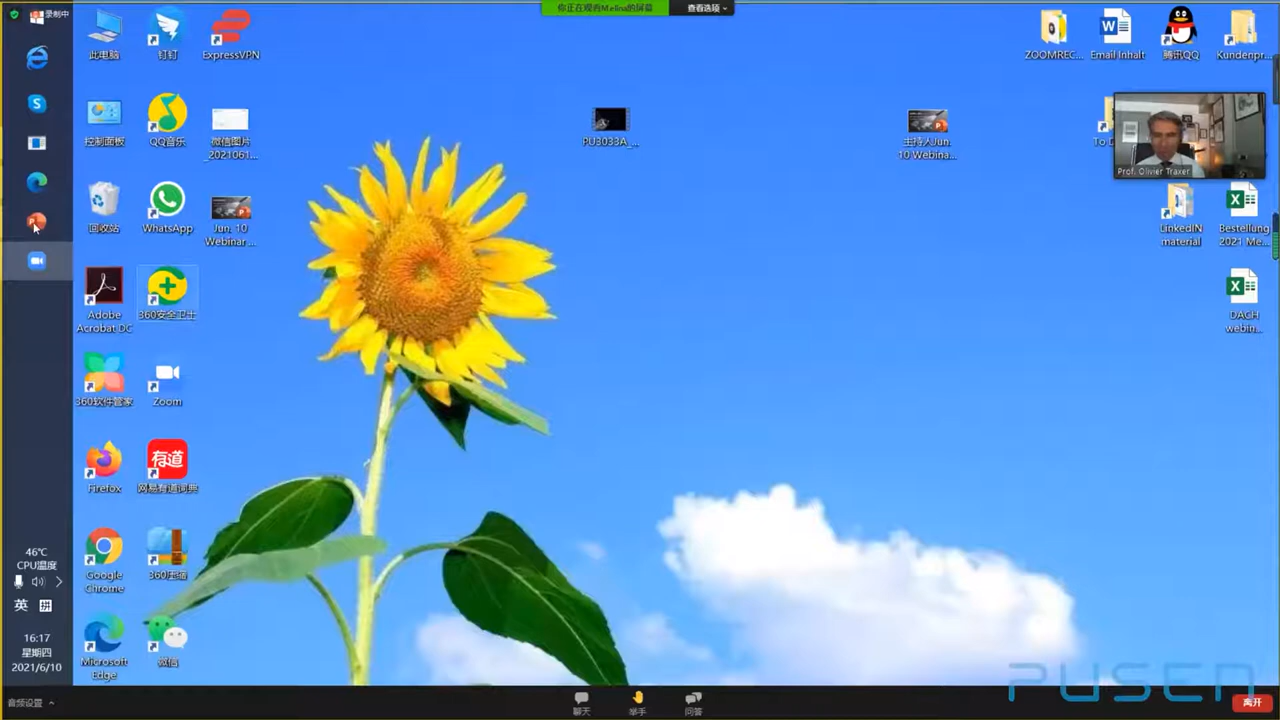 录制中
你正在观看Melina的屏幕
查看选项
此电脑
钉钉
ExpressVPN
ZOOMREC...
Email Inhalt
腾讯QQ
Kundenpr...
控制面板
QQ音乐
微信图片
_2021061...
PU3033A_...
主持人Jun.
10 Webina...
To D
Prof. Olivier Traxer
回收站
WhatsApp
Jun. 10
Webinar ...
LinkedIN
material
Bestellung
2021 Me...
Adobe
Acrobat DC
360安全卫士
DACH
webin...
360软件管家
Zoom
Firefox
有道
网易有道词典
Google
Chrome
360压缩
46℃
CPU温度
英 拼
16:17
星期四
2021/6/10
Microsoft
Edge
微信
PUSEN
音频设置
聊天
举手
问答
离开